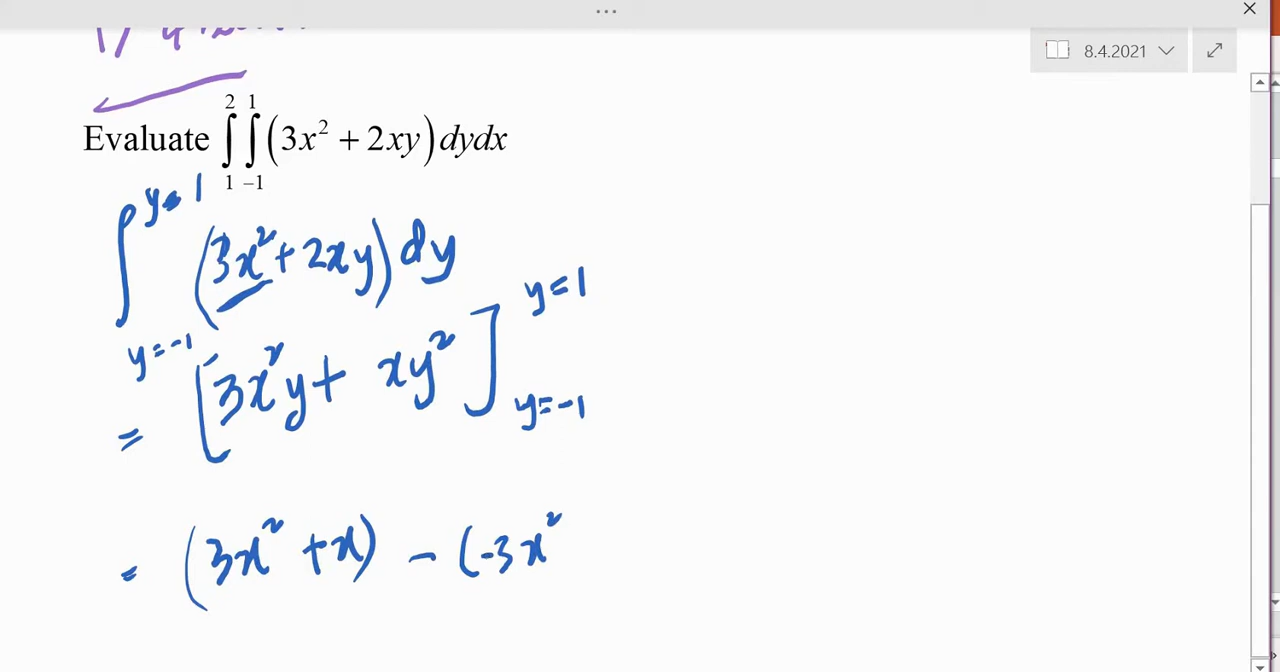 8.4.2021
Evaluate ∫₁² ∫₋₁¹ (3x² + 2xy) dydx
∫_{y=-1}^{y=1} (3x² + 2xy) dy
= [3x²y + xy²]_{y=-1}^{y=1}
= (3x² + x) - (-3x²